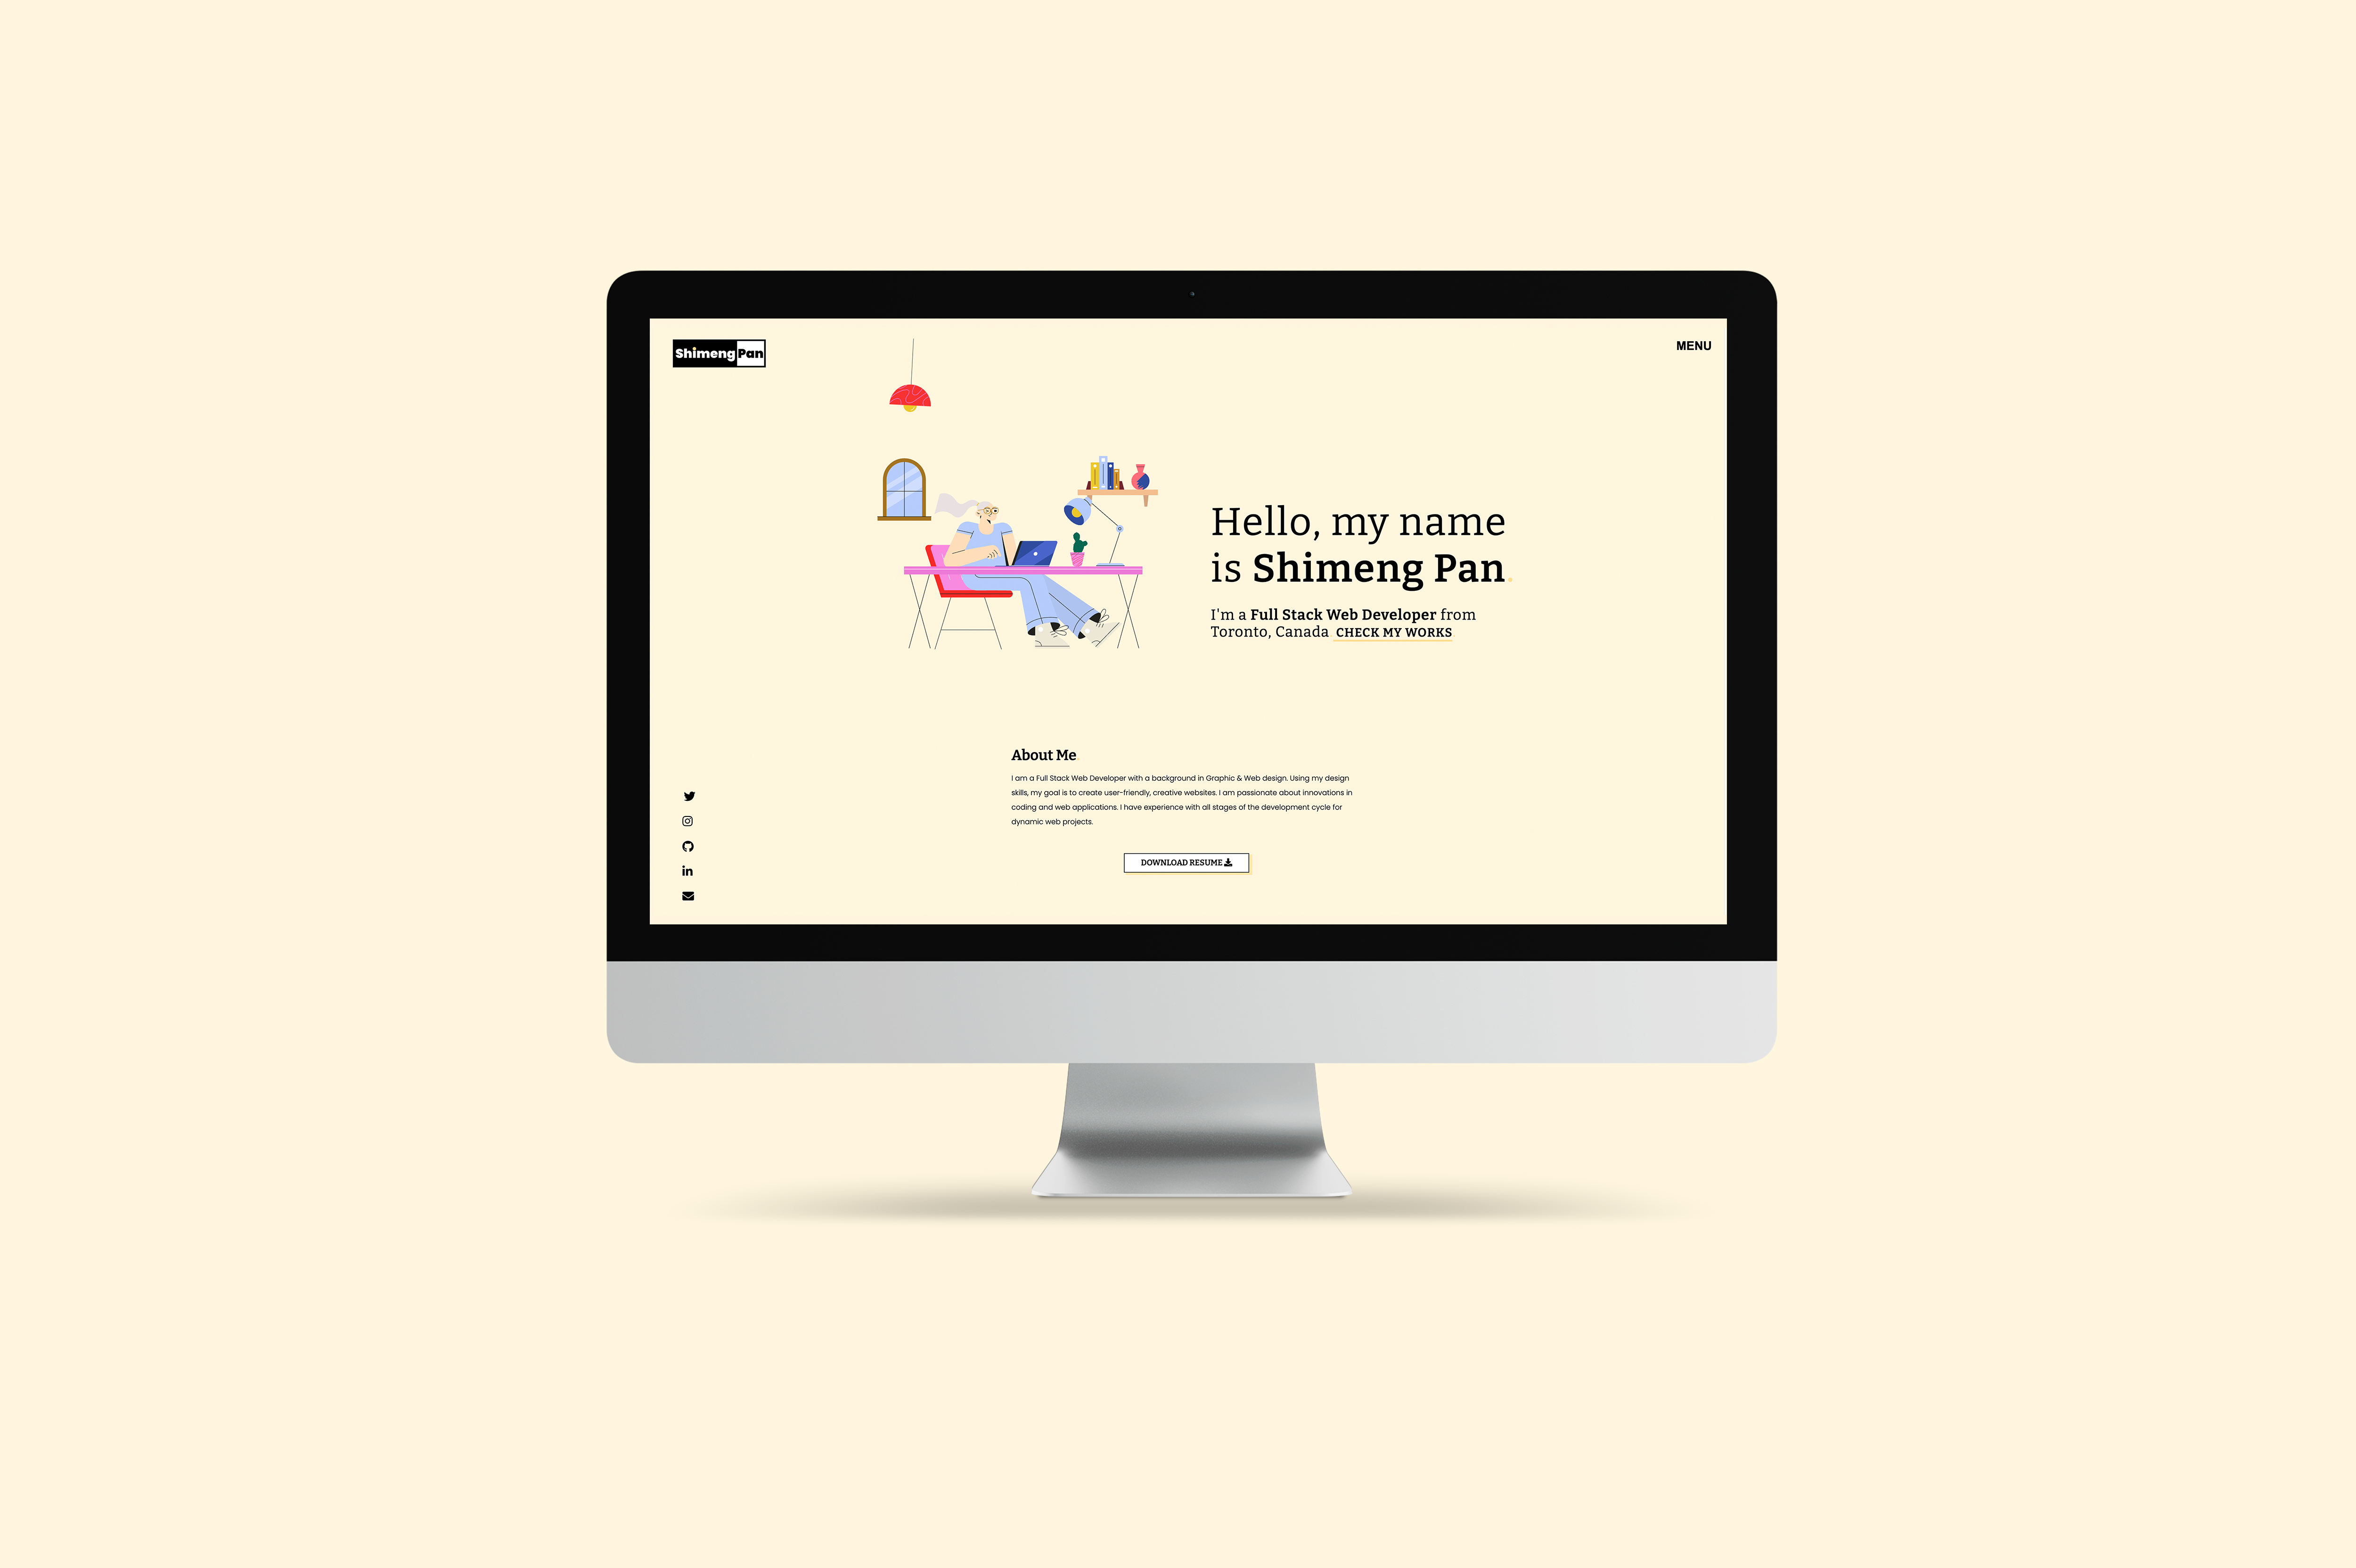 Shimeng Pan
MENU
Hello, my name
is Shimeng Pan.
I'm a Full Stack Web Developer from
Toronto, Canada. CHECK MY WORKS
About Me.
I am a Full Stack Web Developer with a background in Graphic & Web design. Using my design
skills, my goal is to create user-friendly, creative websites. I am passionate about innovations in
coding and web applications. I have experience with all stages of the development cycle for
dynamic web projects.
DOWNLOAD RESUME
in